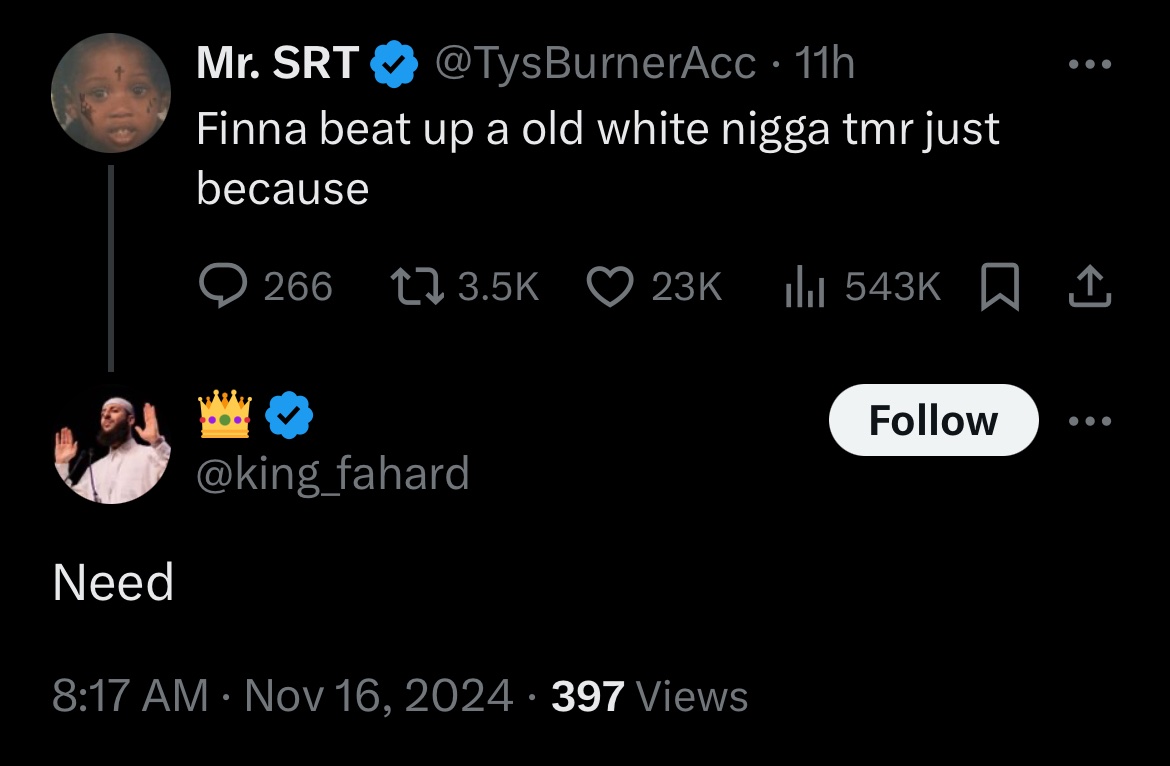 Mr. SRT @TysBurnerAcc · 11h
Finna beat up a old white nigga tmr just
because
266 3.5K 23K 543K
👑
Follow
@king_fahard
Need
8:17 AM · Nov 16, 2024 · 397 Views